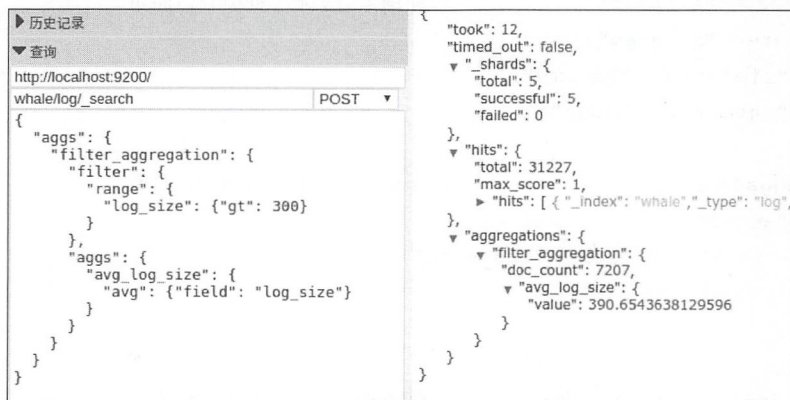 ▶历史记录
▼查询
http://localhost:9200/
whale/log/_search POST ▼
{
  "aggs": {
    "filter_aggregation": {
      "filter": {
        "range": {
          "log_size": {"gt": 300}
        }
      },
      "aggs": {
        "avg_log_size": {
          "avg": {"field": "log_size"}
        }
      }
    }
  }
}
{
"took": 12,
"timed_out": false,
▼ "_shards": {
"total": 5,
"successful": 5,
"failed": 0
},
▼ "hits": {
"total": 31227,
"max_score": 1,
▶ "hits": [ { "_index": "whale","_type": "log",
},
▼ "aggregations": {
▼ "filter_aggregation": {
"doc_count": 7207,
▼ "avg_log_size": {
"value": 390.6543638129596
}
}
}
}